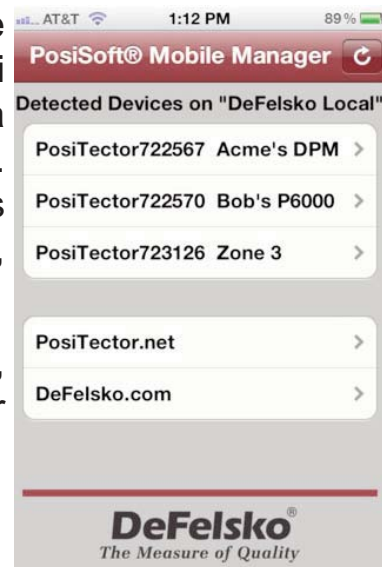 AT&T 1:12 PM 89%
PosiSoft® Mobile Manager
Detected Devices on "DeFelsko Local"
PosiTector722567 Acme's DPM
PosiTector722570 Bob's P6000
PosiTector723126 Zone 3
PosiTector.net
DeFelsko.com
DeFelsko®
The Measure of Quality